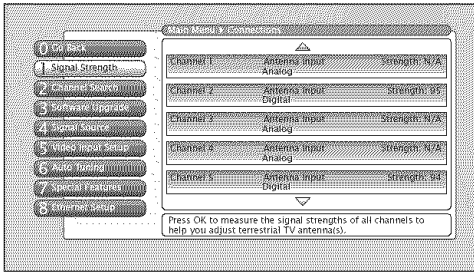 Main Menu Connections
0 Go Back
1 Signal Strength
2 Channel Search
3 Software Upgrade
4 Signal Source
5 Video Input Setup
6 Auto Tuning
7 Special Features
8 Ethernet Setup
Channel 1 Antenna Input Strength: N/A
Analog
Channel 2 Antenna Input Strength: 95
Digital
Channel 3 Antenna Input Strength: N/A
Analog
Channel 4 Antenna Input Strength: N/A
Analog
Channel 5 Antenna Input Strength: 94
Digital
Press OK to measure the signal strengths of all channels to
help you adjust terrestrial TV antenna(s).